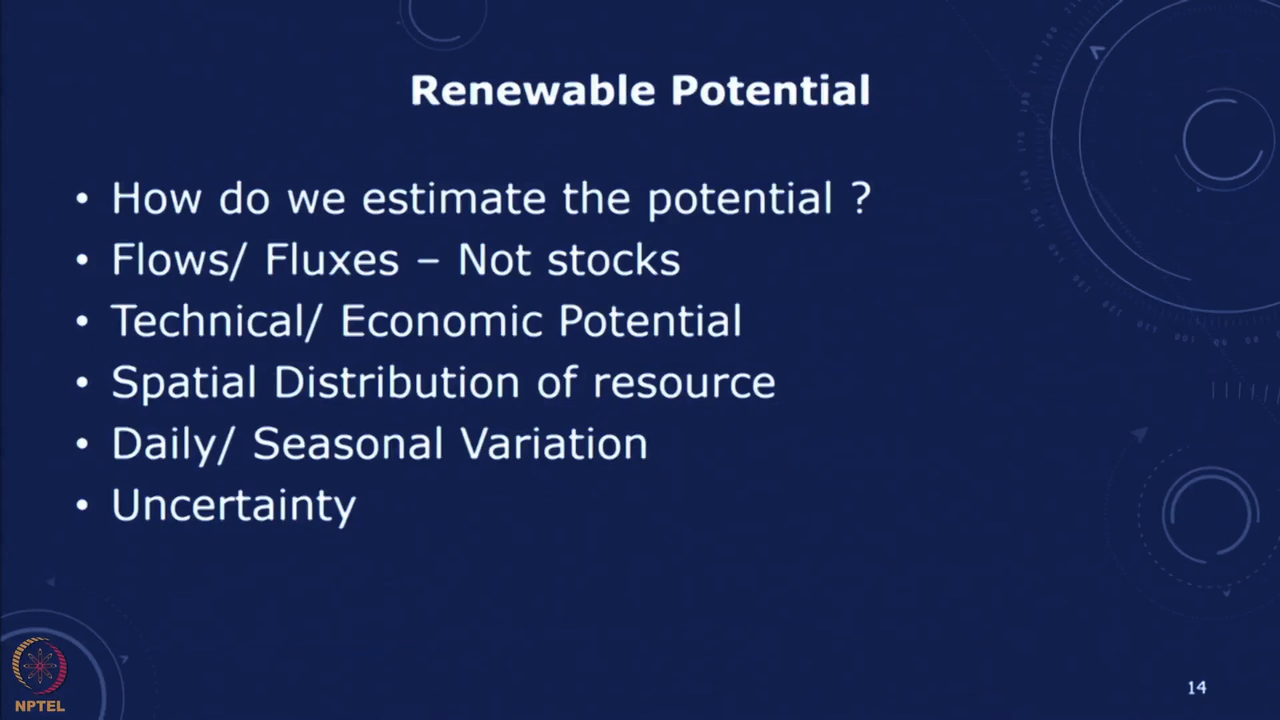 Renewable Potential
• How do we estimate the potential ?
• Flows/ Fluxes – Not stocks
• Technical/ Economic Potential
• Spatial Distribution of resource
• Daily/ Seasonal Variation
• Uncertainty
NPTEL
14